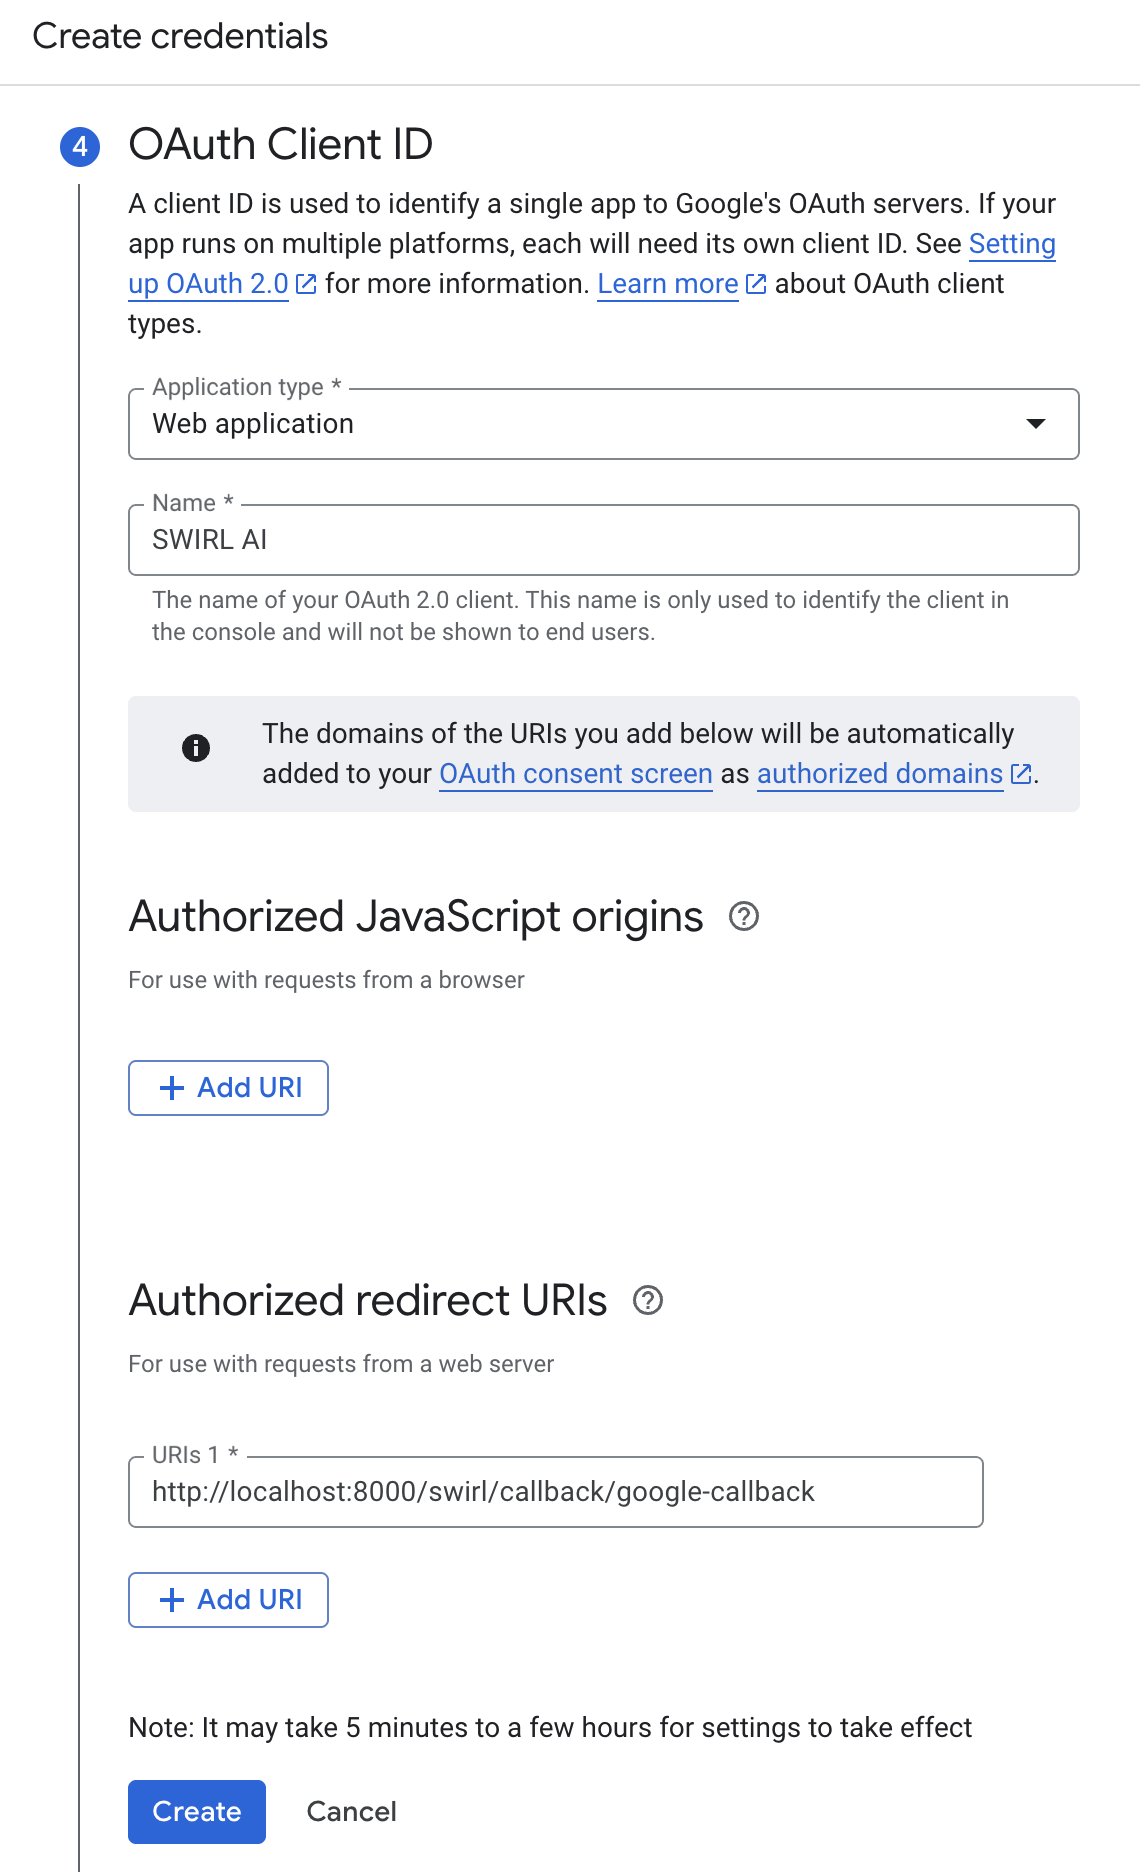 Create credentials
4
OAuth Client ID
A client ID is used to identify a single app to Google's OAuth servers. If your
app runs on multiple platforms, each will need its own client ID. See Setting
up OAuth 2.0 for more information. Learn more about OAuth client
types.
Application type *
Web application
Name *
SWIRL AI
The name of your OAuth 2.0 client. This name is only used to identify the client in
the console and will not be shown to end users.
The domains of the URIs you add below will be automatically
added to your OAuth consent screen as authorized domains.
Authorized JavaScript origins
For use with requests from a browser
+ Add URI
Authorized redirect URIs
For use with requests from a web server
URIs 1 *
http://localhost:8000/swirl/callback/google-callback
+ Add URI
Note: It may take 5 minutes to a few hours for settings to take effect
Create Cancel